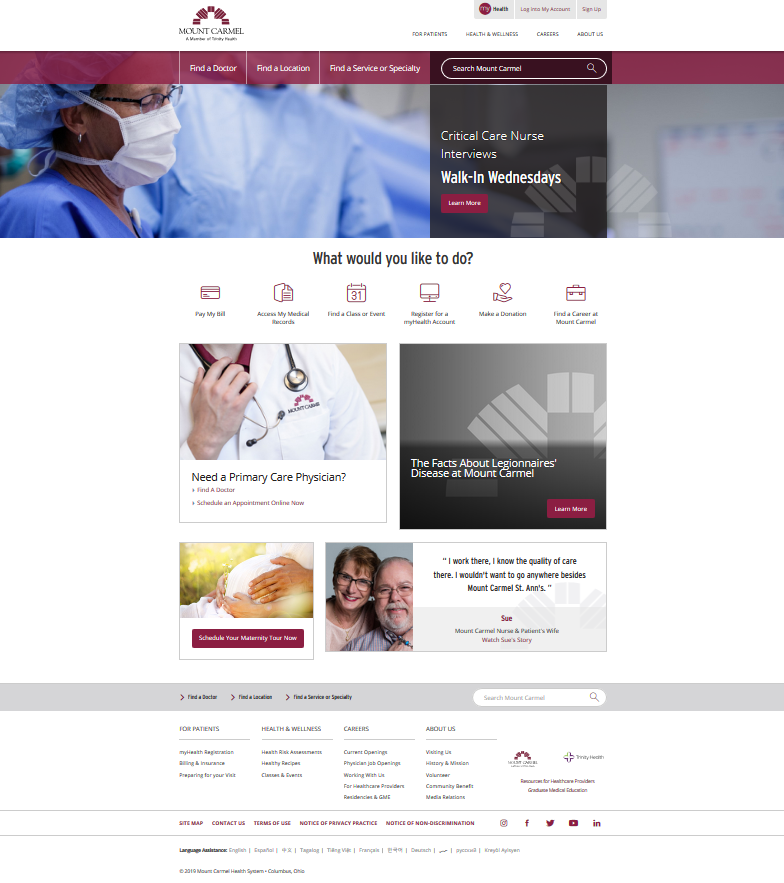 my Health
Log Into My Account
Sign Up
MOUNT CARMEL
A Member of Trinity Health
FOR PATIENTS
HEALTH & WELLNESS
CAREERS
ABOUT US
Find a Doctor
Find a Location
Find a Service or Specialty
Search Mount Carmel
Critical Care Nurse
Interviews
Walk-In Wednesdays
Learn More
What would you like to do?
31
Pay My Bill
Access My Medical
Records
Find a Class or Event
Register for a
myHealth Account
Make a Donation
Find a Career at
Mount Carmel
MOUNT CARMEL
Need a Primary Care Physician?
Find A Doctor
Schedule an Appointment Online Now
The Facts About Legionnaires'
Disease at Mount Carmel
Learn More
Schedule Your Maternity Tour Now
" I work there, I know the quality of care
there. I wouldn't want to go anywhere besides
Mount Carmel St. Ann's. "
Sue
Mount Carmel Nurse & Patient's Wife
Watch Sue's Story
Find a Doctor
Find a Location
Find a Service or Specialty
Search Mount Carmel
FOR PATIENTS
myHealth Registration
Billing & Insurance
Preparing for your Visit
HEALTH & WELLNESS
Health Risk Assessments
Healthy Recipes
Classes & Events
CAREERS
Current Openings
Physician Job Openings
Working With Us
For Healthcare Providers
Residencies & GME
ABOUT US
Visiting Us
History & Mission
Volunteer
Community Benefit
Media Relations
MOUNT CARMEL
Trinity Health
Resources for Healthcare Providers
Graduate Medical Education
SITE MAP
CONTACT US
TERMS OF USE
NOTICE OF PRIVACY PRACTICE
NOTICE OF NON-DISCRIMINATION
Language Assistance: English | Español | 中文 | Tagalog | Tiếng Việt | Français | 한국어 | Deutsch | عربي | русский | Kreyòl Ayisyen
© 2019 Mount Carmel Health System • Columbus, Ohio